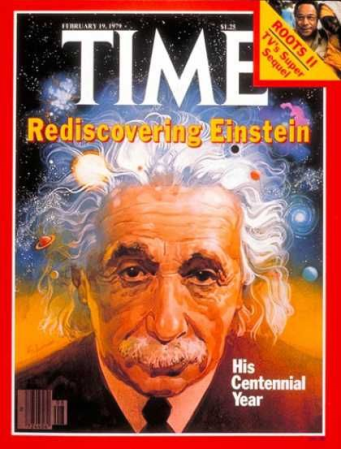 FEBRUARY 19, 1979
$1.25
TIME
ROOTS II
TV's Super
Sequel
Rediscovering Einstein
His
Centennial
Year